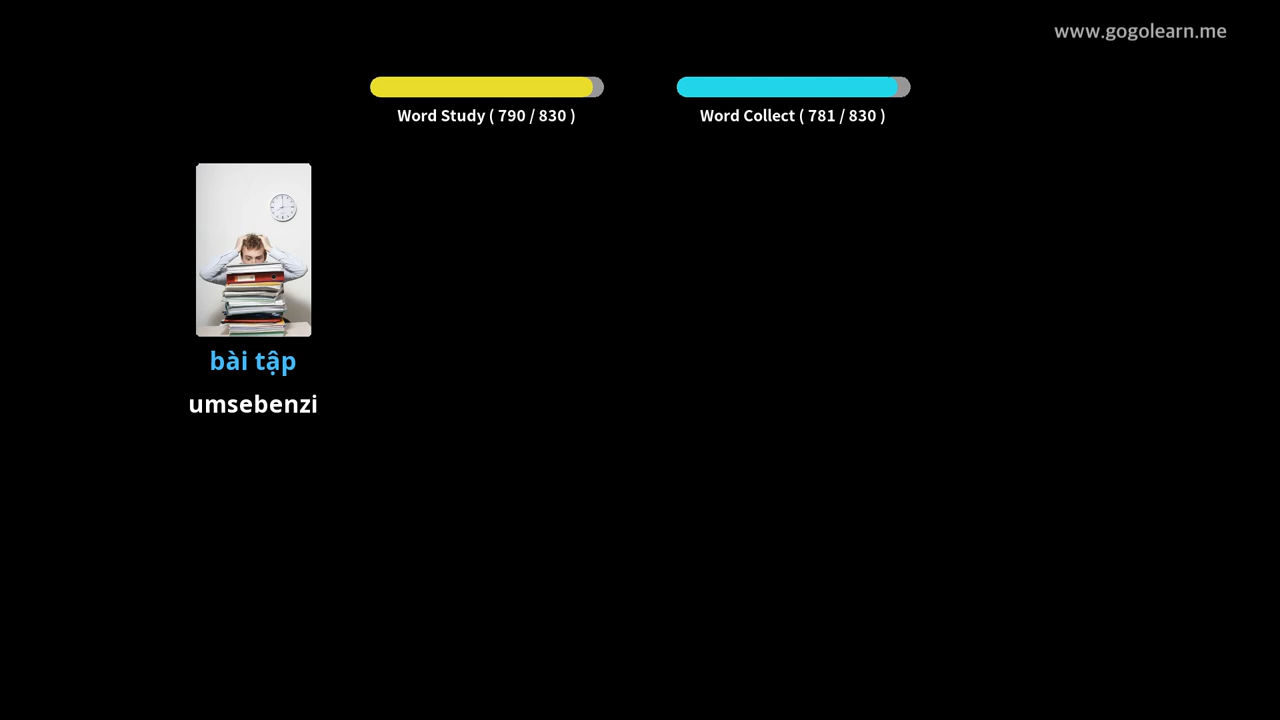 www.gogolearn.me
Word Study ( 790 / 830 )
Word Collect ( 781 / 830 )
bài tập
umsebenzi